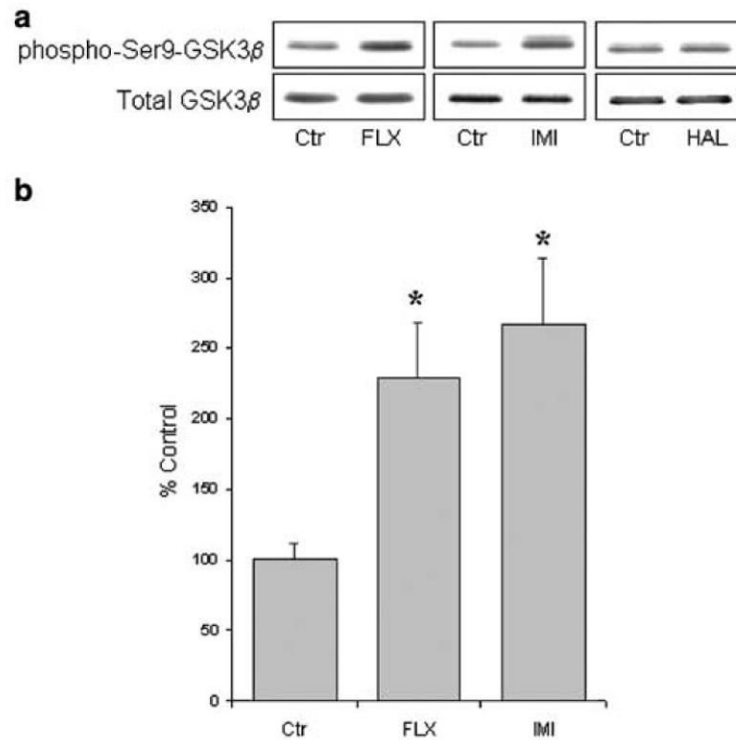 a
phospho-Ser9-GSK3β
Total GSK3β
Ctr FLX Ctr IMI Ctr HAL
b
350
300
250
200
150
100
50
0
% Control
*
*
Ctr FLX IMI